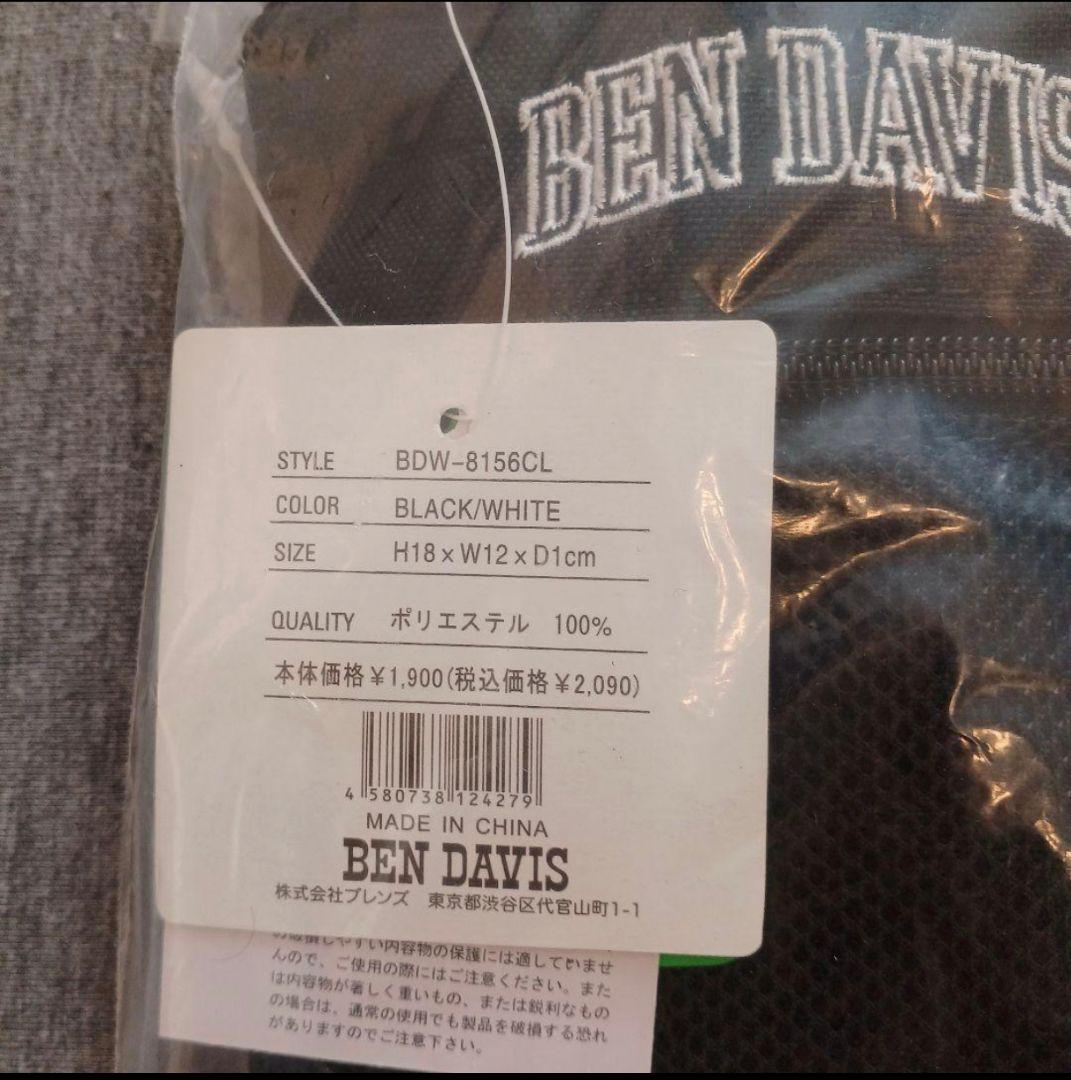 BEN DAVIS
STYLE BDW-8156CL
COLOR BLACK/WHITE
SIZE H18×W12×D1cm
QUALITY ポリエステル 100%
本体価格¥1,900(税込価格¥2,090)
4 580738 124279
MADE IN CHINA
BEN DAVIS
株式会社ブレンズ 東京都渋谷区代官山町1-1
の破損しやすい内容物の保護には適していませ
んので、ご使用の際にはご注意ください。また
は内容物が著しく重いもの、または鋭利なもの
の場合は、通常の使用でも製品を破損する恐れ
がありますのでご注意下さい。